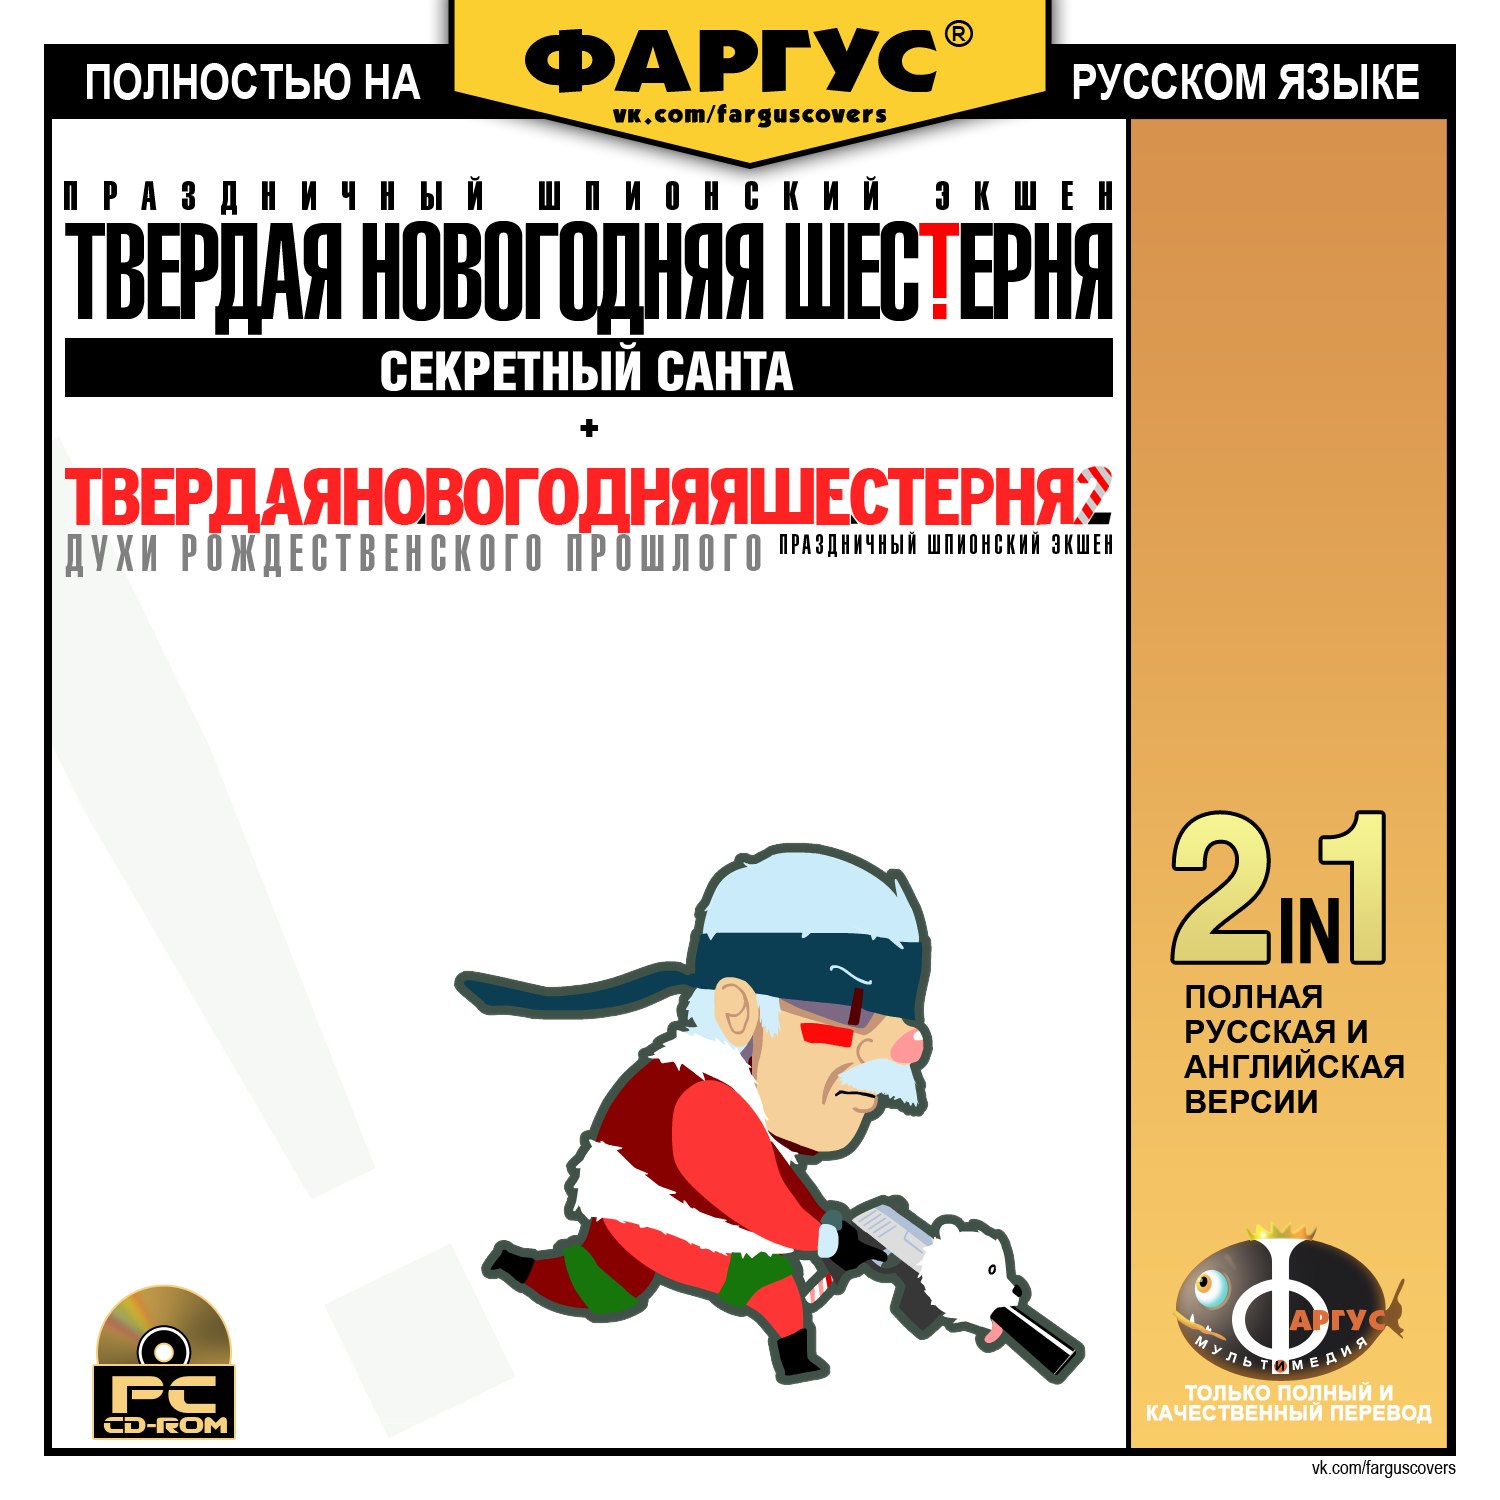 ФАРГУС®
vk.com/farguscovers
ПОЛНОСТЬЮ НА РУССКОМ ЯЗЫКЕ
ПРАЗДНИЧНЫЙ ШПИОНСКИЙ ЭКШЕН
ТВЕРДАЯ НОВОГОДНЯЯ ШЕСТЕРНЯ
СЕКРЕТНЫЙ САНТА
+
ТВЕРДАЯНОВОГОДНЯЯШЕСТЕРНЯ2
ДУХИ РОЖДЕСТВЕНСКОГО ПРОШЛОГО
ПРАЗДНИЧНЫЙ ШПИОНСКИЙ ЭКШЕН
2IN1
ПОЛНАЯ
РУССКАЯ И
АНГЛИЙСКАЯ
ВЕРСИИ
ФАРГУС
МУЛЬТИМЕДИЯ
ТОЛЬКО ПОЛНЫЙ И
КАЧЕСТВЕННЫЙ ПЕРЕВОД
PC
CD-ROM
vk.com/farguscovers